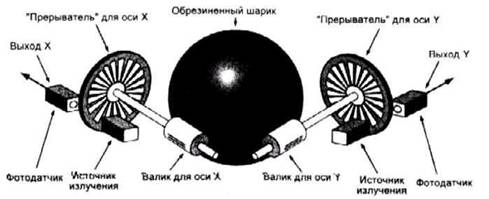 Обрезиненный шарик
"Прерыватель" для оси X
"Прерыватель" для оси Y
Выход X
Выход Y
Фотодатчик
Источник
излучения
Валик для оси X
Валик для оси Y
Источник
излучения
Фотодатчик